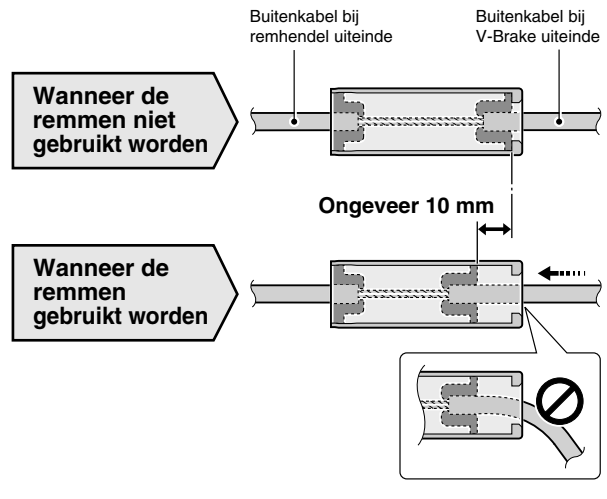 Buitenkabel bij
remhendel uiteinde
Buitenkabel bij
V-Brake uiteinde
Wanneer de
remmen niet
gebruikt worden
Ongeveer 10 mm
Wanneer de
remmen
gebruikt worden